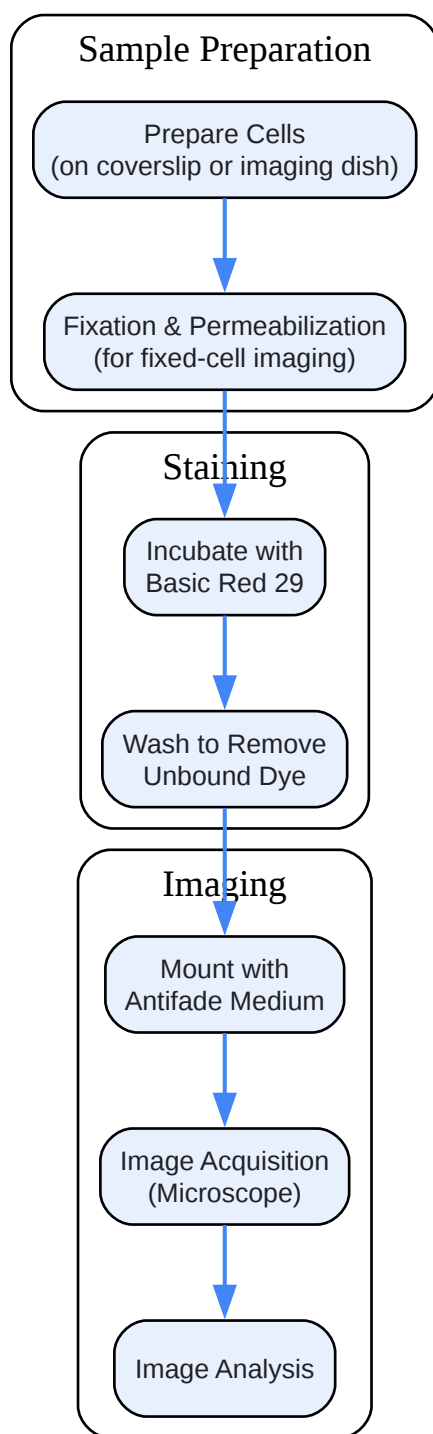 Sample Preparation
Prepare Cells
(on coverslip or imaging dish)
Fixation & Permeabilization
(for fixed-cell imaging)
Staining
Incubate with
Basic Red 29
Wash to Remove
Unbound Dye
Imaging
Mount with
Antifade Medium
Image Acquisition
(Microscope)
Image Analysis